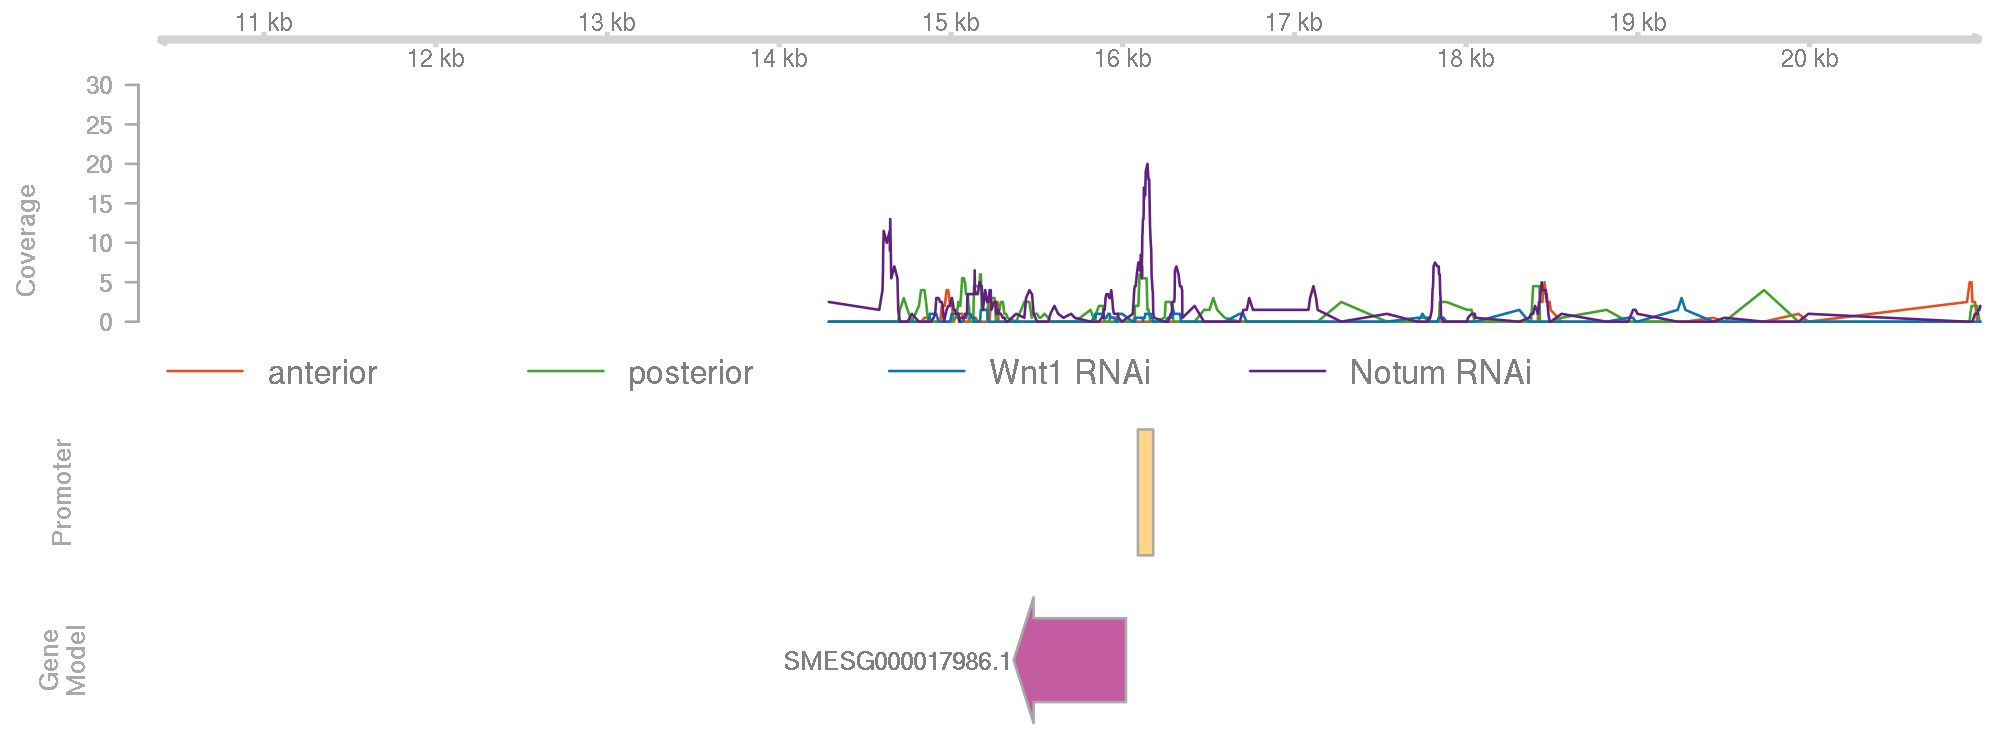 11 kb 13 kb 15 kb 17 kb 19 kb
12 kb 14 kb 16 kb 18 kb 20 kb
30
25
20
15
10
5
0
Coverage
anterior posterior Wnt1 RNAi Notum RNAi
Promoter
Gene
Model
SMESG000017986.1